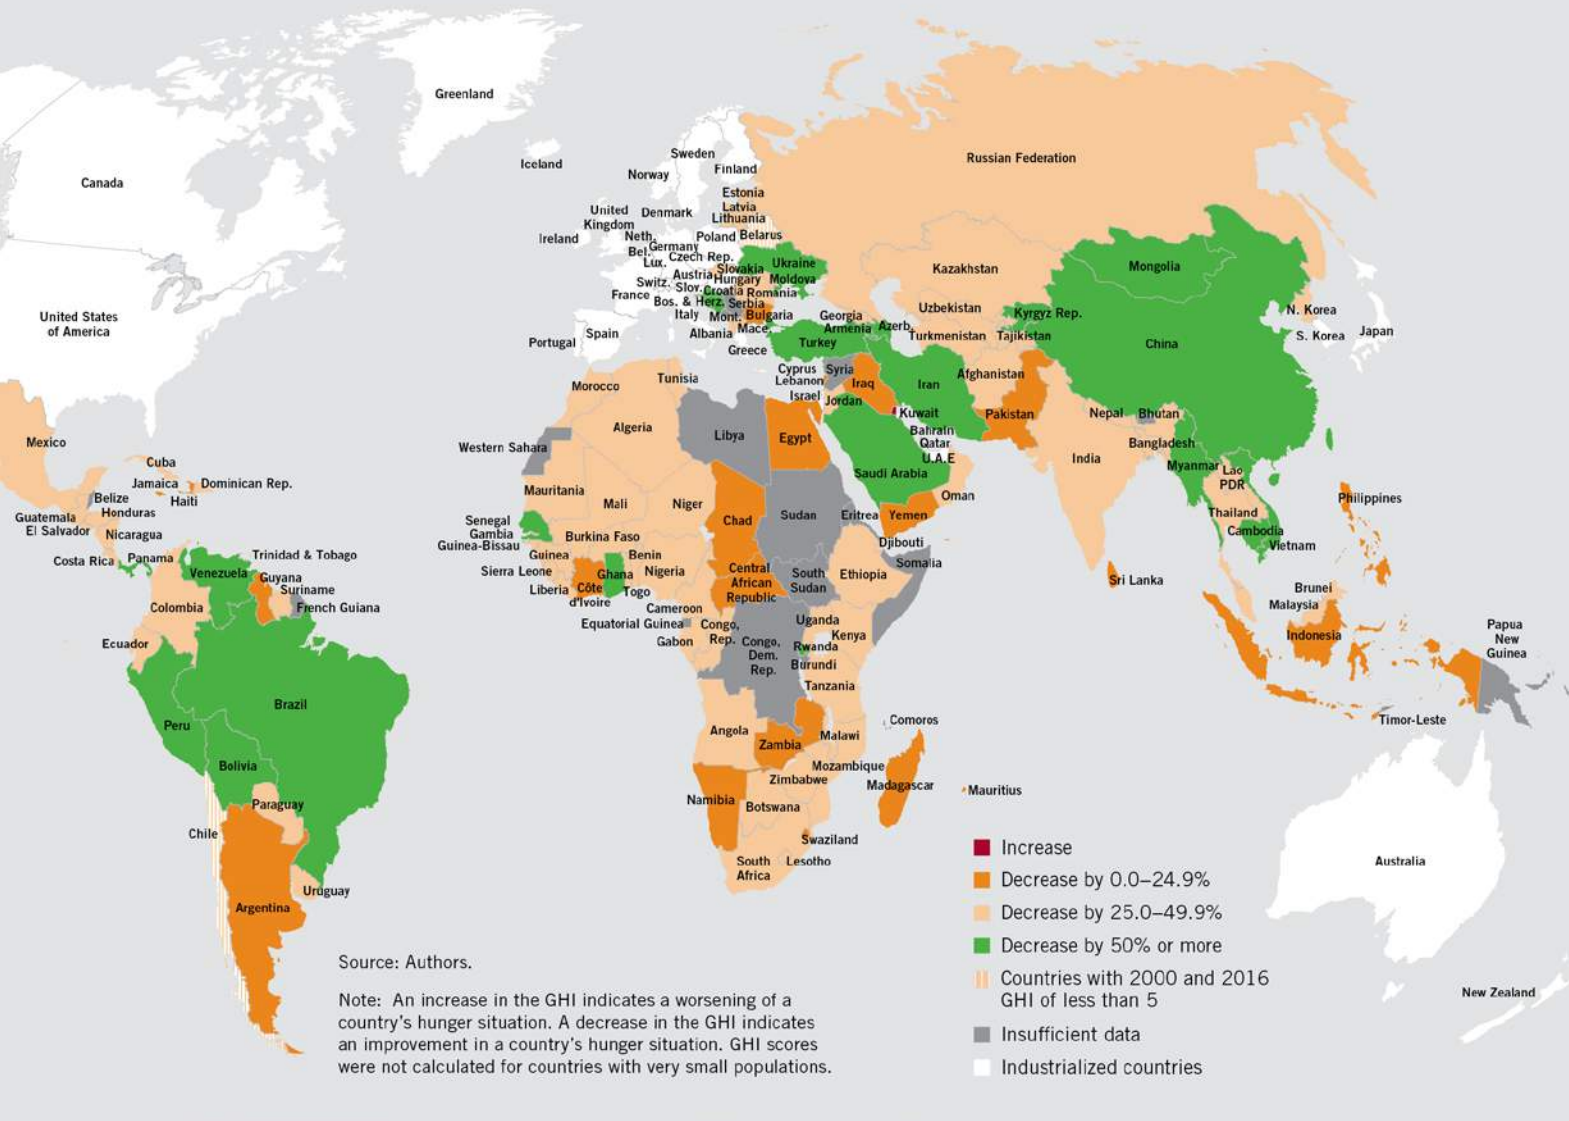 Greenland
Canada
United States
of America
Mexico
Cuba
Jamaica
Dominican Rep.
Haiti
Belize
Honduras
Guatemala
El Salvador
Nicaragua
Costa Rica
Panama
Trinidad & Tobago
Venezuela
Guyana
Suriname
French Guiana
Colombia
Ecuador
Brazil
Peru
Bolivia
Paraguay
Chile
Uruguay
Argentina
Iceland
Sweden
Norway
Finland
Estonia
Latvia
Lithuania
United
Kingdom
Denmark
Ireland
Neth.
Poland
Belarus
Bel.
Germany
Lux.
Czech Rep.
Austria
Slovakia
Ukraine
Switz.
Slov.
Hungary
Moldova
France
Croatia
Romania
Bos. & Herz.
Serbia
Italy
Mont.
Bulgaria
Albania
Mace.
Spain
Portugal
Greece
Russian Federation
Kazakhstan
Mongolia
Uzbekistan
Kyrgyz Rep.
Georgia
Armenia
Azerb.
Turkmenistan
Tajikistan
Turkey
China
N. Korea
S. Korea
Japan
Cyprus
Lebanon
Israel
Syria
Iraq
Iran
Afghanistan
Jordan
Kuwait
Pakistan
Bahrain
Qatar
U.A.E
Saudi Arabia
Oman
Yemen
Nepal
Bhutan
Bangladesh
India
Myanmar
Lao
PDR
Thailand
Cambodia
Vietnam
Philippines
Sri Lanka
Brunei
Malaysia
Indonesia
Papua
New
Guinea
Timor-Leste
Morocco
Tunisia
Algeria
Libya
Egypt
Western Sahara
Mauritania
Mali
Niger
Chad
Sudan
Eritrea
Djibouti
Somalia
Senegal
Gambia
Guinea-Bissau
Burkina Faso
Guinea
Benin
Sierra Leone
Ghana
Nigeria
Liberia
Côte
d'Ivoire
Togo
Central
African
Republic
South
Sudan
Ethiopia
Cameroon
Equatorial Guinea
Gabon
Congo,
Rep.
Congo,
Dem.
Rep.
Uganda
Kenya
Rwanda
Burundi
Tanzania
Comoros
Angola
Zambia
Malawi
Mozambique
Zimbabwe
Madagascar
Mauritius
Namibia
Botswana
Swaziland
South
Africa
Lesotho
Australia
New Zealand
Increase
Decrease by 0.0–24.9%
Decrease by 25.0–49.9%
Decrease by 50% or more
Countries with 2000 and 2016
GHI of less than 5
Insufficient data
Industrialized countries
Source: Authors.
Note: An increase in the GHI indicates a worsening of a
country's hunger situation. A decrease in the GHI indicates
an improvement in a country's hunger situation. GHI scores
were not calculated for countries with very small populations.